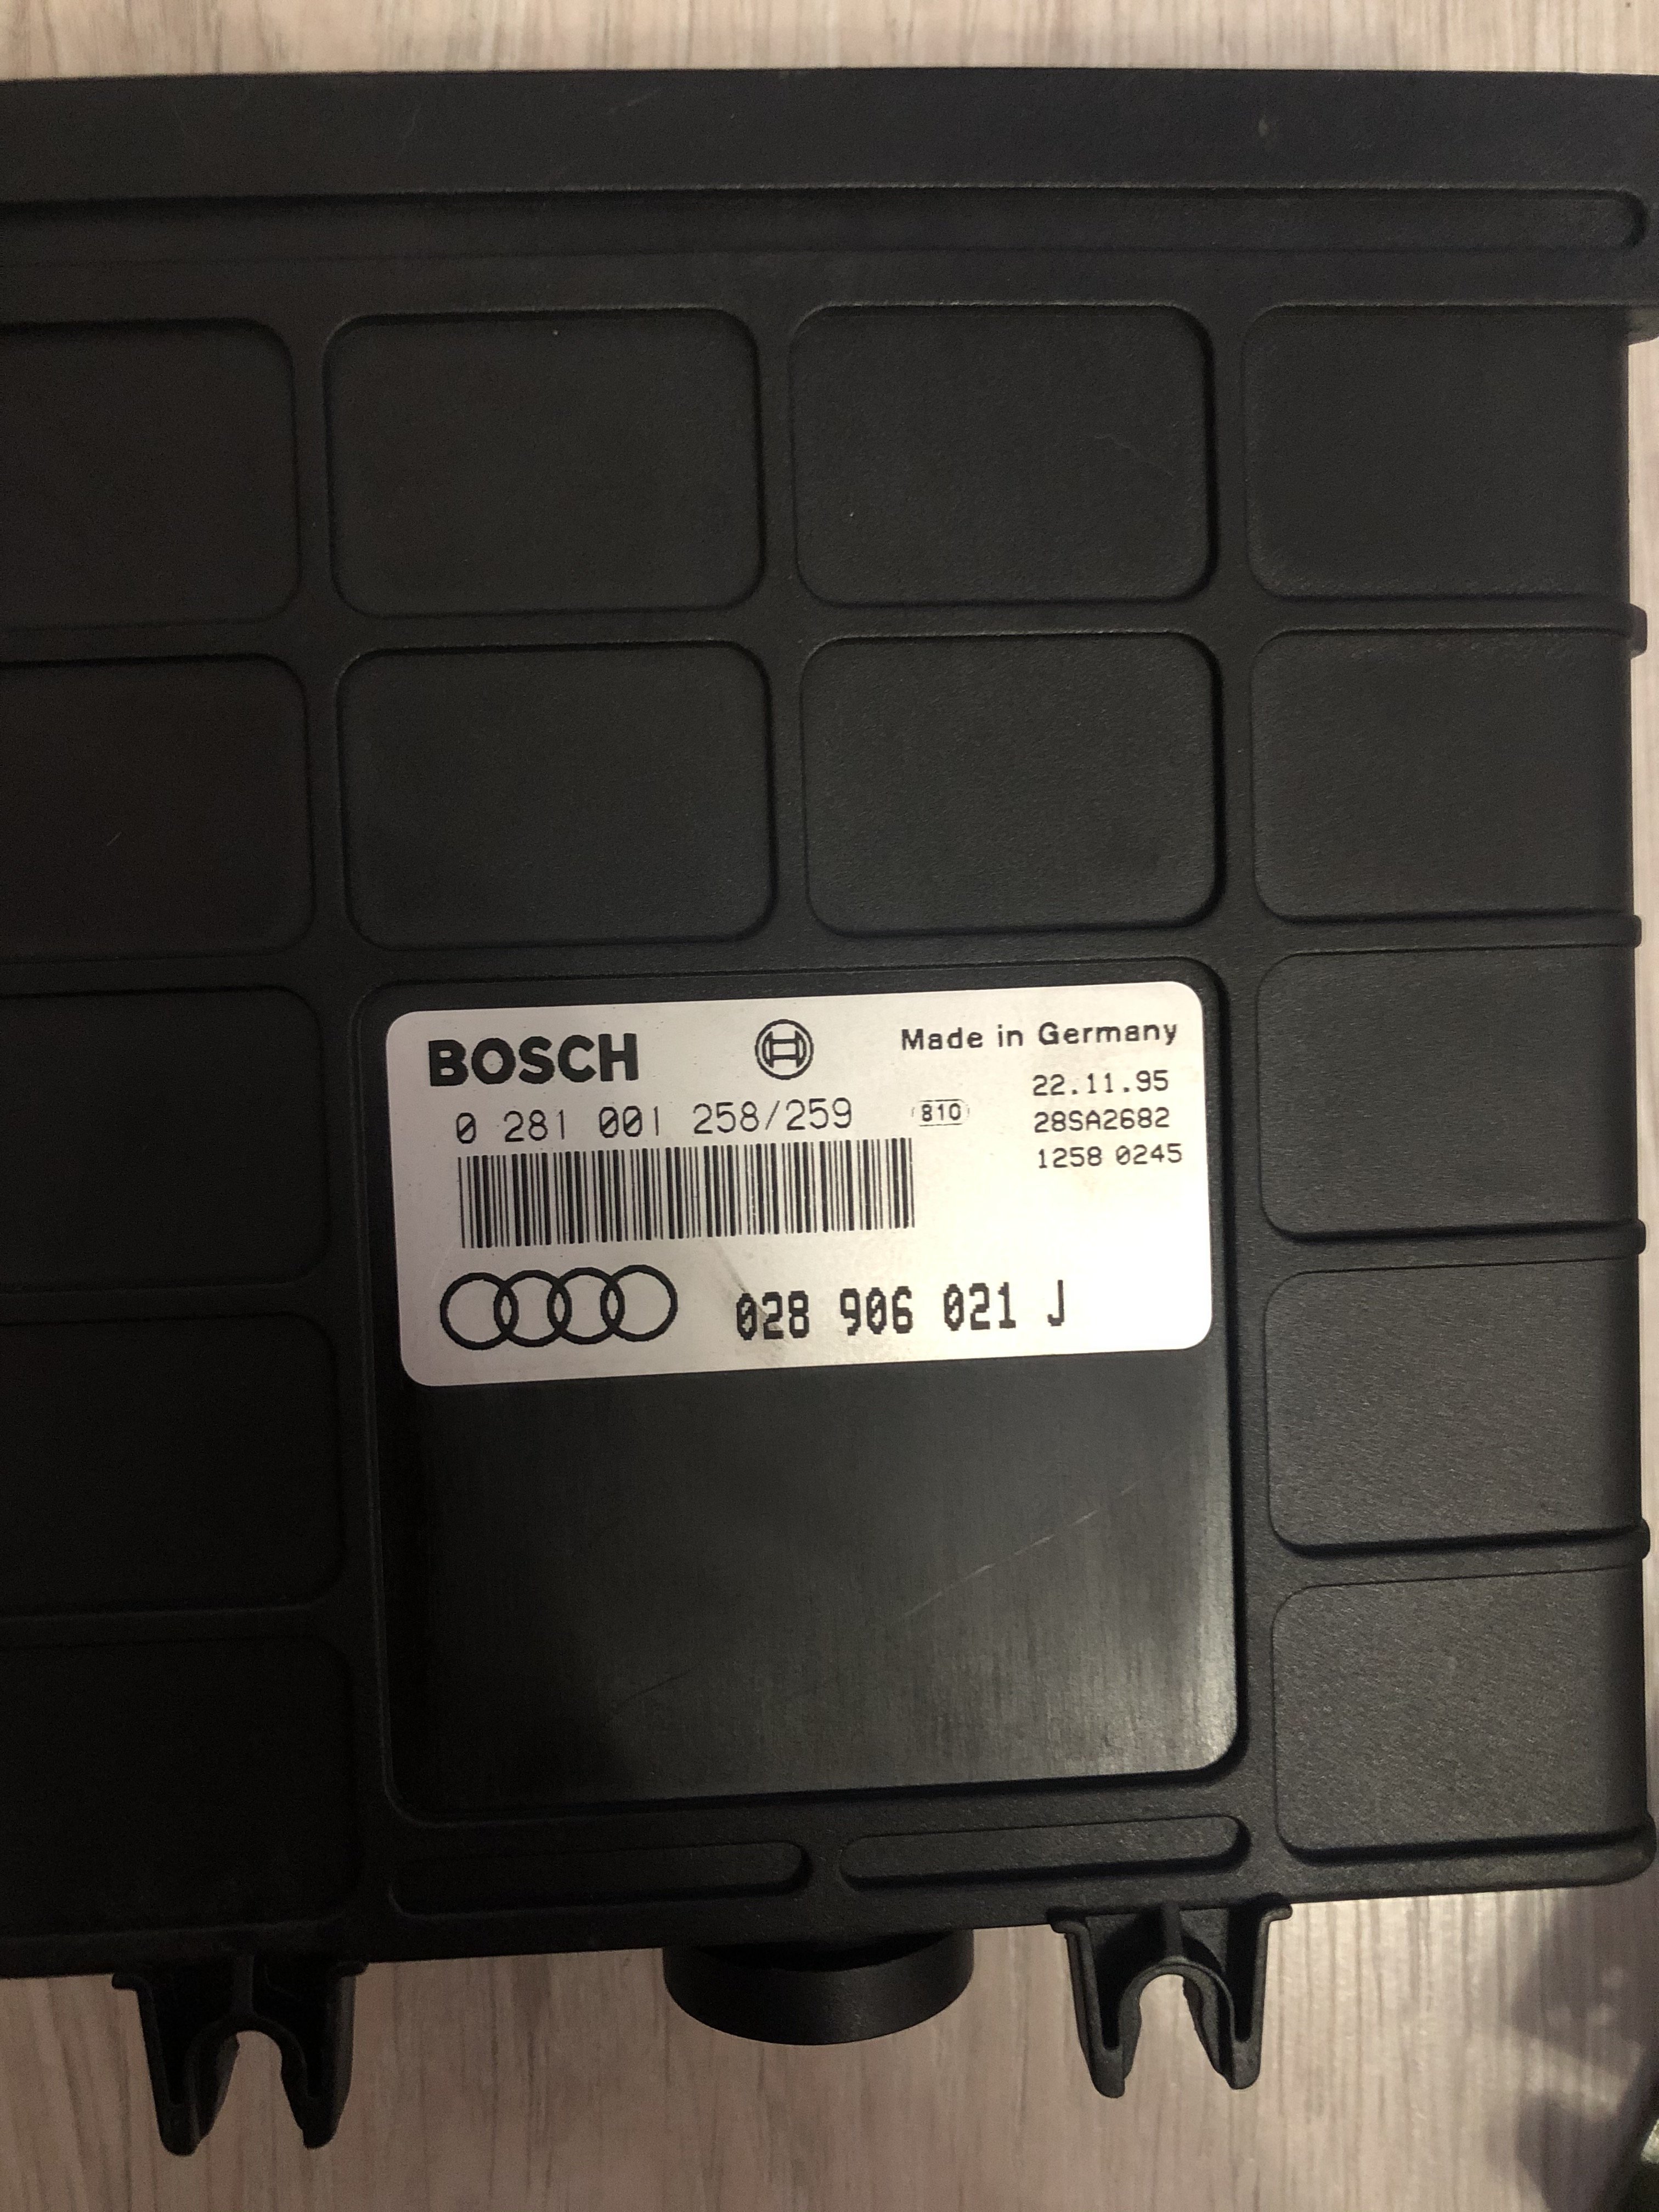 BOSCH
Made in Germany
0 281 001 258/259
810
22.11.95
28SA2682
1258 0245
028 906 021 J